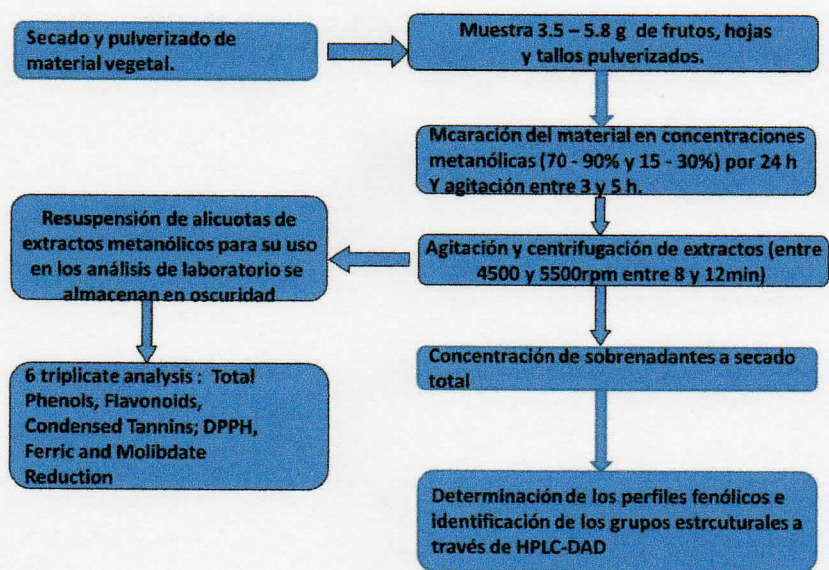 Secado y pulverizado de
material vegetal.
Muestra 3.5 – 5.8 g de frutos, hojas
y tallos pulverizados.
Mcaración del material en concentraciones
metanólicas (70 - 90% y 15 - 30%) por 24 h
Y agitación entre 3 y 5 h.
Agitación y centrifugación de extractos (entre
4500 y 5500rpm entre 8 y 12min)
Resuspensión de alicuotas de
extractos metanólicos para su uso
en los análisis de laboratorio se
almacenan en oscuridad
6 triplicate analysis : Total
Phenols, Flavonoids,
Condensed Tannins; DPPH,
Ferric and Molibdate
Reduction
Concentración de sobrenadantes a secado
total
Determinación de los perfiles fenólicos e
identificación de los grupos estrcuturales a
través de HPLC-DAD